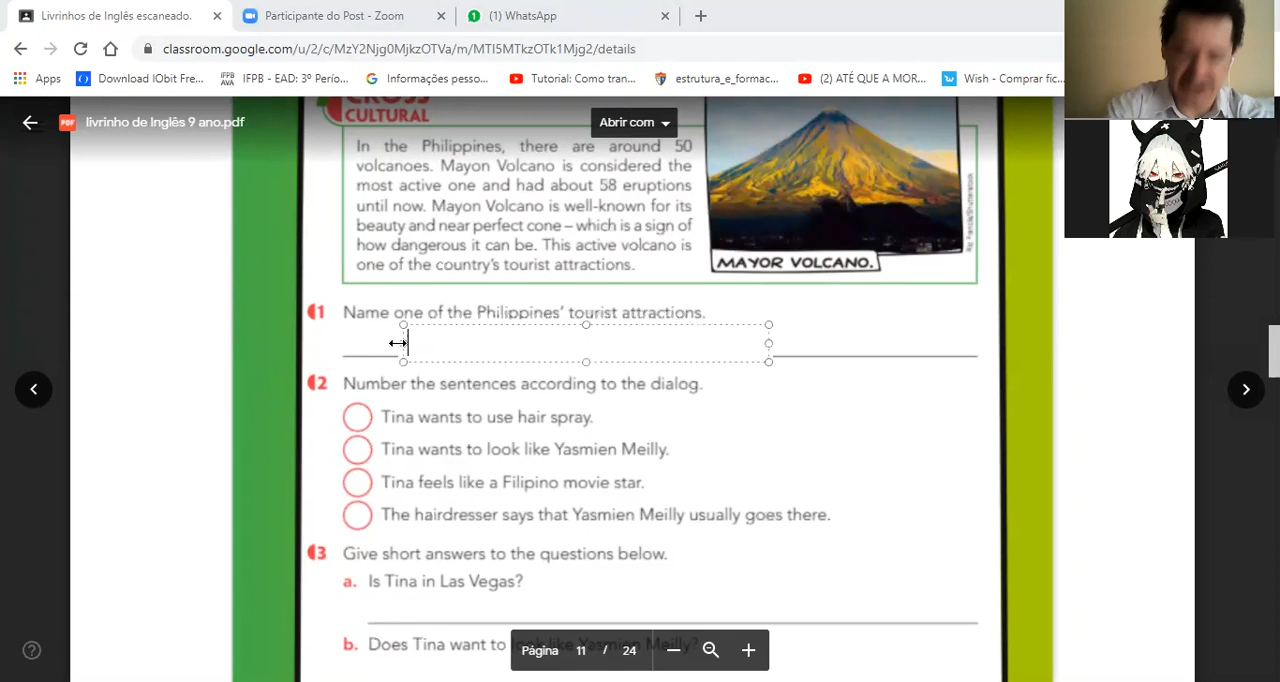 Livrinhos de Inglês escaneado.
Participante do Post - Zoom
(1) WhatsApp
classroom.google.com/u/2/c/MzY2Njg0MjkzOTVa/m/MTI5MTkzOTk1Mjg2/details
Apps
Download IObit Fre...
IFPB - EAD: 3º Perío...
Informações pesso...
Tutorial: Como tran...
estrutura_e_formac...
(2) ATÉ QUE A MOR...
Wish - Comprar fic...
PDF
livrinho de Inglês 9 ano.pdf
Abrir com
CROSS
CULTURAL
In the Philippines, there are around 50
volcanoes. Mayon Volcano is considered the
most active one and had about 58 eruptions
until now. Mayon Volcano is well-known for its
beauty and near perfect cone – which is a sign of
how dangerous it can be. This active volcano is
one of the country's tourist attractions.
MAYOR VOLCANO.
1 Name one of the Philippines' tourist attractions.
2 Number the sentences according to the dialog.
Tina wants to use hair spray.
Tina wants to look like Yasmien Meilly.
Tina feels like a Filipino movie star.
The hairdresser says that Yasmien Meilly usually goes there.
3 Give short answers to the questions below.
a. Is Tina in Las Vegas?
b. Does Tina want to look like Yasmien Meilly?
Página 11 / 24